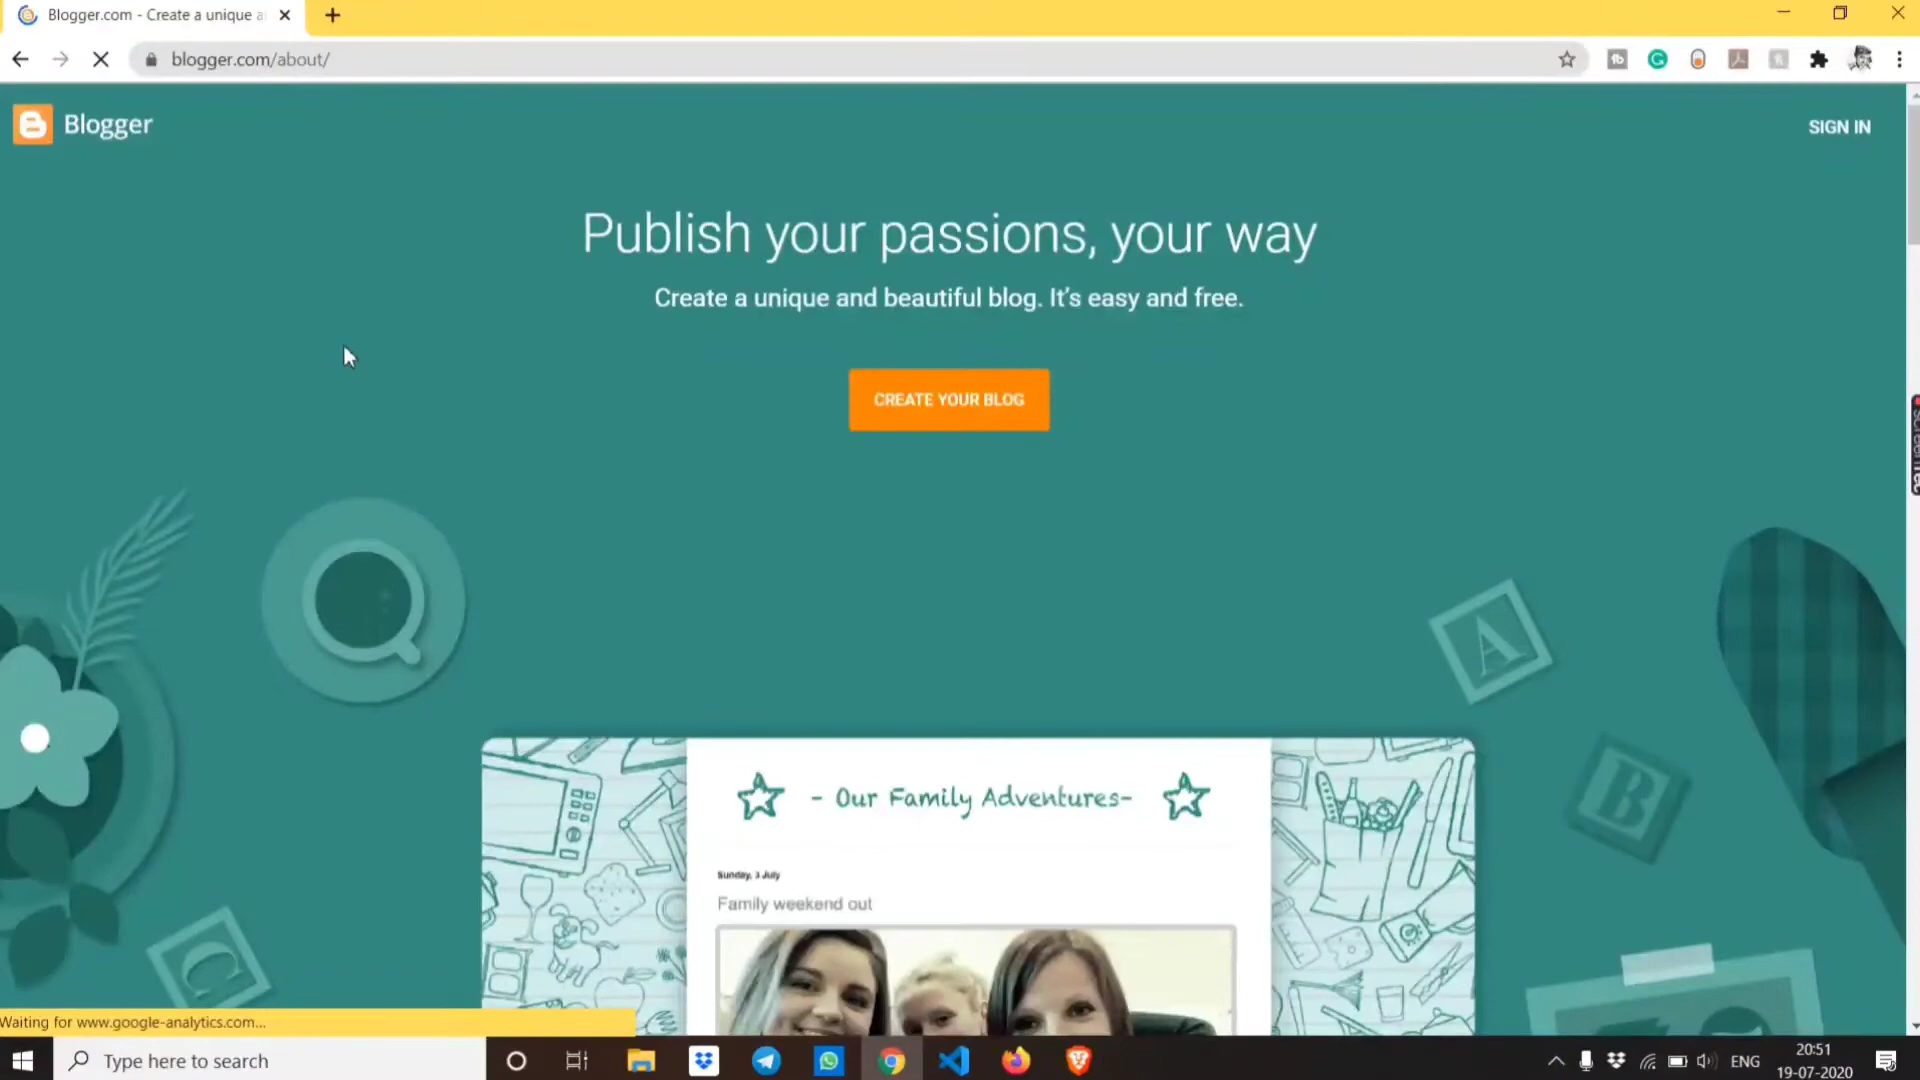 Blogger.com - Create a unique a
blogger.com/about/
Blogger
SIGN IN
Publish your passions, your way
Create a unique and beautiful blog. It's easy and free.
CREATE YOUR BLOG
A
B
C
- Our Family Adventures-
Sunday, 3 July
Family weekend out
Waiting for www.google-analytics.com...
Type here to search
ENG
20:51
19-07-2020